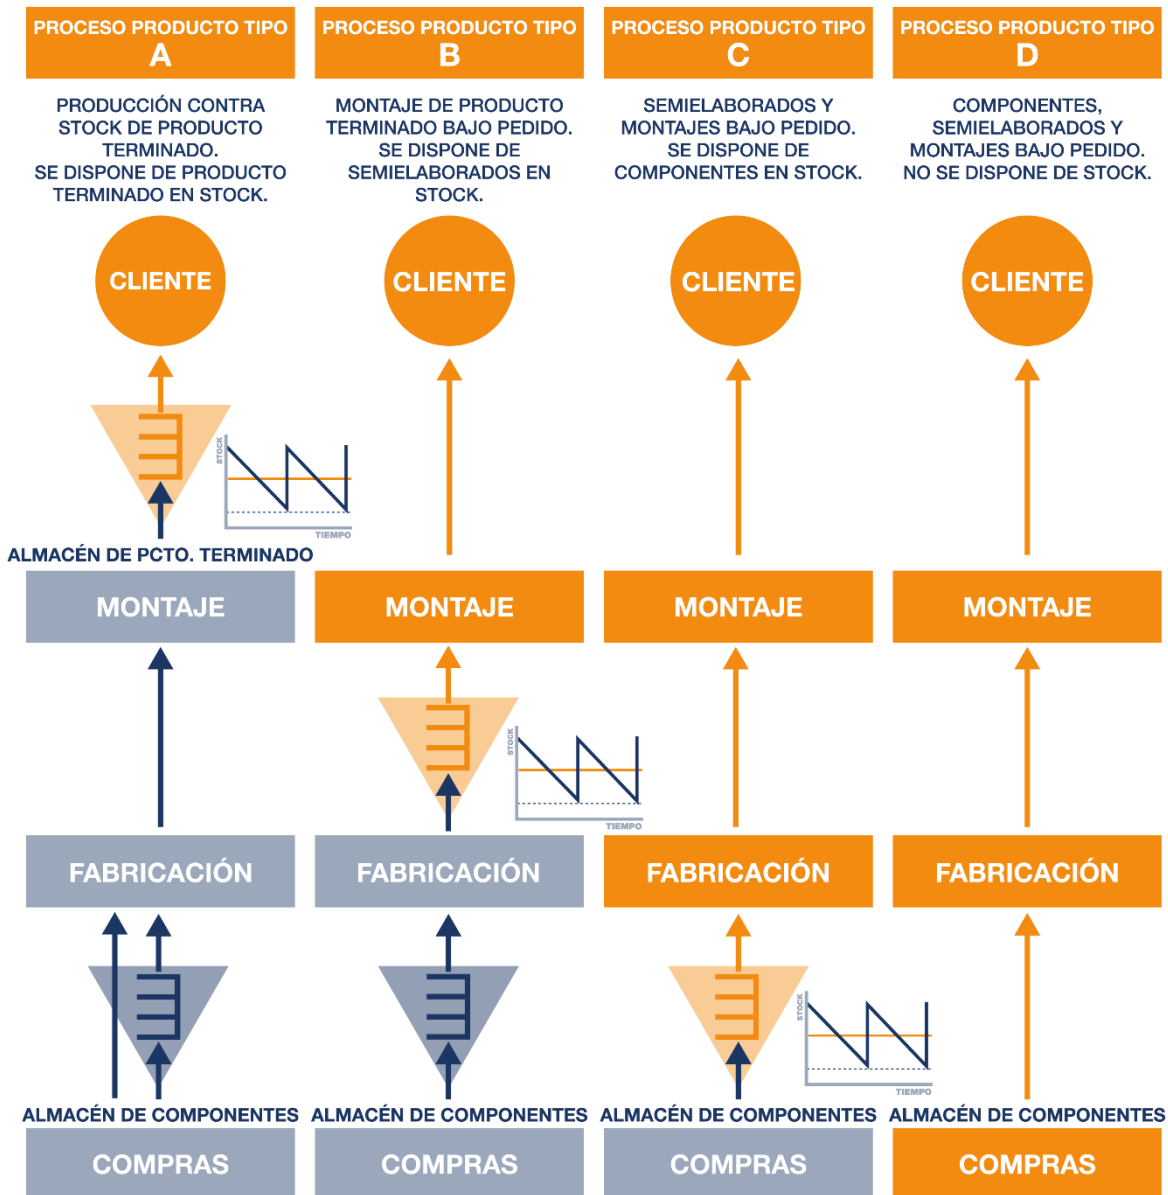 PROCESO PRODUCTO TIPO
A
PROCESO PRODUCTO TIPO
B
PROCESO PRODUCTO TIPO
C
PROCESO PRODUCTO TIPO
D
PRODUCCIÓN CONTRA
STOCK DE PRODUCTO
TERMINADO.
SE DISPONE DE PRODUCTO
TERMINADO EN STOCK.
MONTAJE DE PRODUCTO
TERMINADO BAJO PEDIDO.
SE DISPONE DE
SEMIELABORADOS EN
STOCK.
SEMIELABORADOS Y
MONTAJES BAJO PEDIDO.
SE DISPONE DE
COMPONENTES EN STOCK.
COMPONENTES,
SEMIELABORADOS Y
MONTAJES BAJO PEDIDO.
NO SE DISPONE DE STOCK.
CLIENTE
CLIENTE
CLIENTE
CLIENTE
STOCK
TIEMPO
ALMACÉN DE PCTO. TERMINADO
MONTAJE
MONTAJE
MONTAJE
MONTAJE
STOCK
TIEMPO
FABRICACIÓN
FABRICACIÓN
FABRICACIÓN
FABRICACIÓN
STOCK
TIEMPO
ALMACÉN DE COMPONENTES
ALMACÉN DE COMPONENTES
ALMACÉN DE COMPONENTES
ALMACÉN DE COMPONENTES
COMPRAS
COMPRAS
COMPRAS
COMPRAS